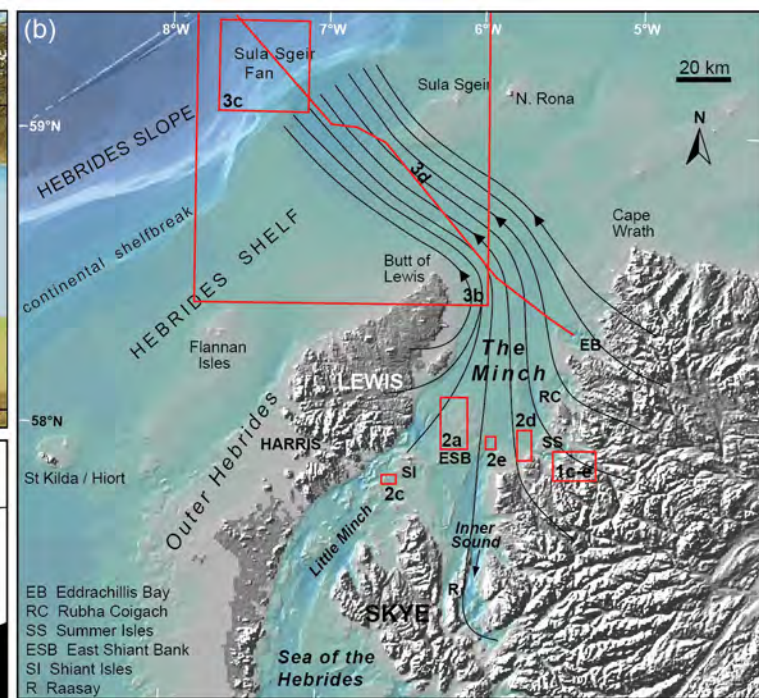 (b)
8°W
7°W
6°W
5°W
Sula Sgeir
Fan
3c
Sula Sgeir
N. Rona
20 km
N
59°N
HEBRIDES SLOPE
3d
continental shelfbreak
HEBRIDES SHELF
Cape
Wrath
Butt of
Lewis
3b
Flannan
Isles
EB
The
Minch
LEWIS
RC
58°N
HARRIS
2a
2d
ESB
2e
SS
1c-e
St Kilda / Hiort
Outer Hebrides
SI
2c
Little Minch
Inner
Sound
R
SKYE
Sea of the
Hebrides
EB Eddrachillis Bay
RC Rubha Coigach
SS Summer Isles
ESB East Shiant Bank
SI Shiant Isles
R Raasay